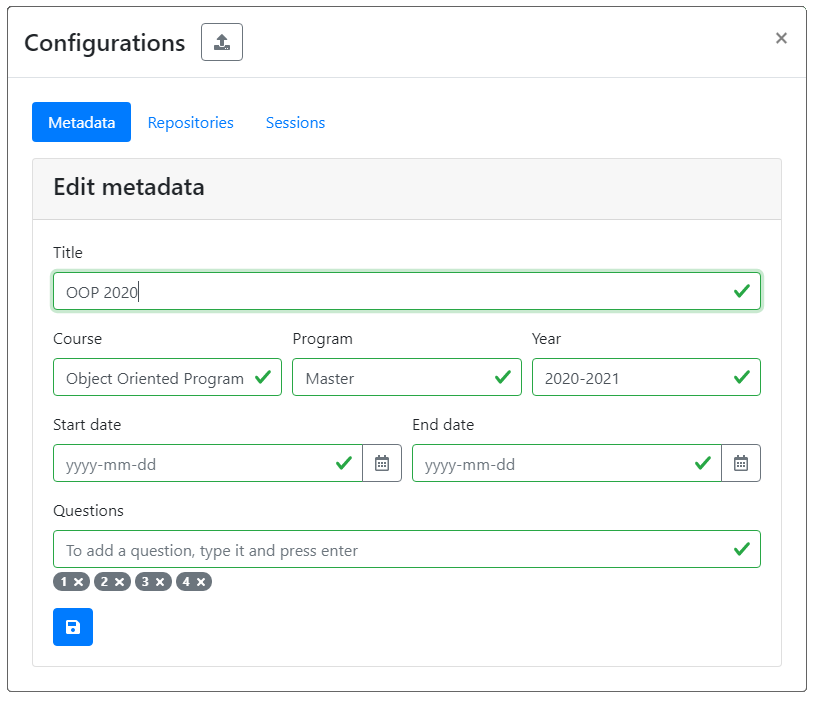 Configurations
Metadata Repositories Sessions
Edit metadata
Title
OOP 2020
Course Program Year
Object Oriented Program Master 2020-2021
Start date End date
yyyy-mm-dd yyyy-mm-dd
Questions
To add a question, type it and press enter
1 × 2 × 3 × 4 ×